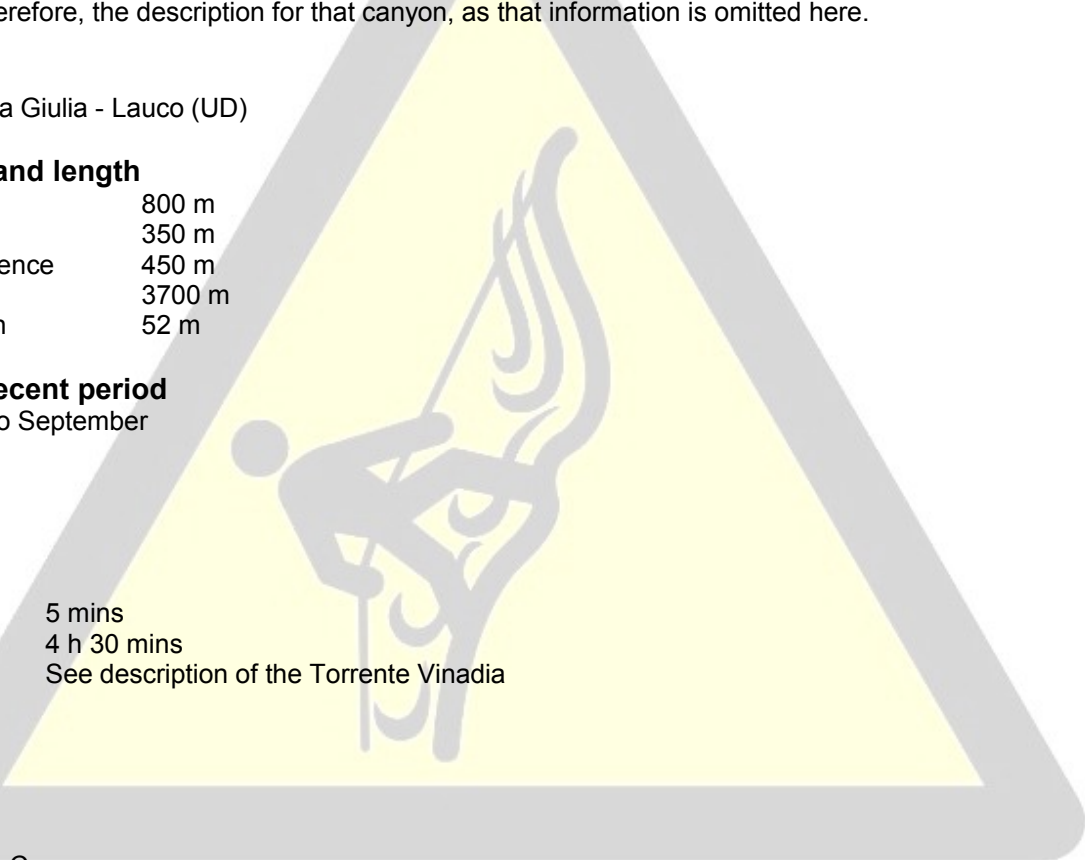 erefore, the description for that canyon, as that information is omitted here.
a Giulia - Lauco (UD)
and length
800 m
350 m
ence 450 m
3700 m
n 52 m
ecent period
o September
5 mins
4 h 30 mins
See description of the Torrente Vinadia